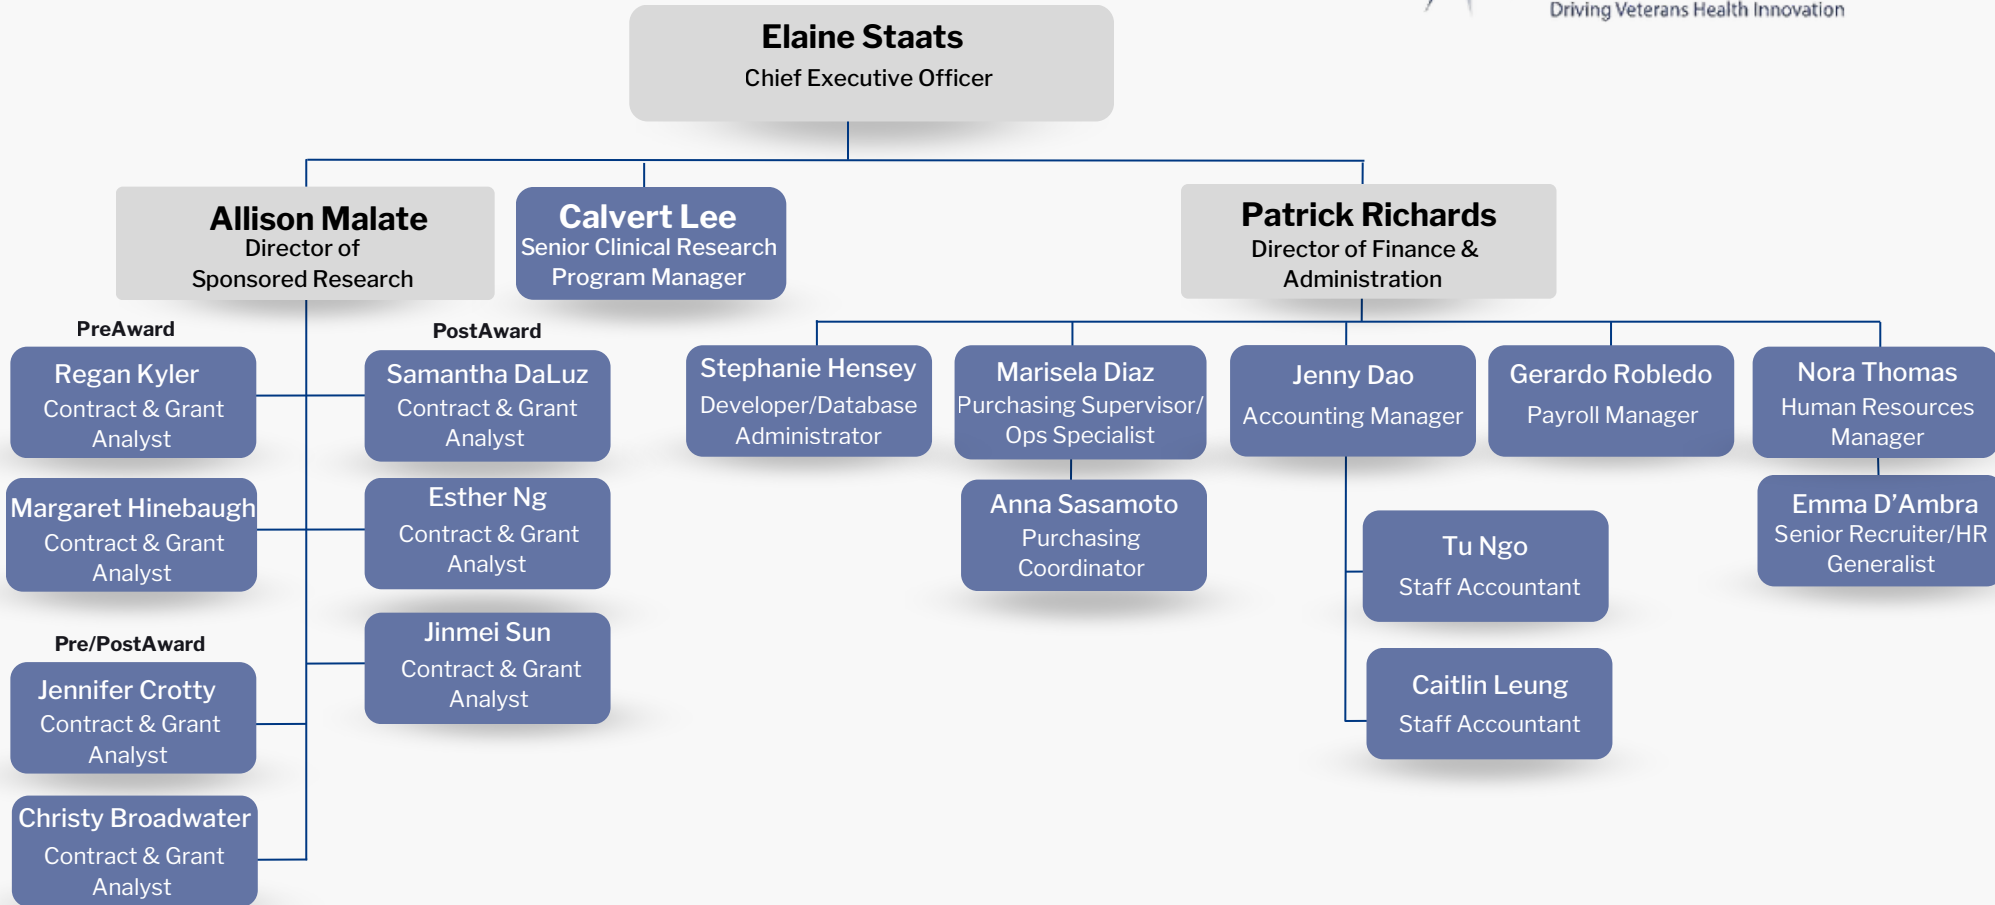 Driving Veterans Health Innovation
Elaine Staats
Chief Executive Officer
Allison Malate
Director of
Sponsored Research
Calvert Lee
Senior Clinical Research
Program Manager
Patrick Richards
Director of Finance &
Administration
PreAward
Regan Kyler
Contract & Grant
Analyst
Margaret Hinebaugh
Contract & Grant
Analyst
Pre/PostAward
Jennifer Crotty
Contract & Grant
Analyst
Christy Broadwater
Contract & Grant
Analyst
PostAward
Samantha DaLuz
Contract & Grant
Analyst
Esther Ng
Contract & Grant
Analyst
Jinmei Sun
Contract & Grant
Analyst
Stephanie Hensey
Developer/Database
Administrator
Marisela Diaz
Purchasing Supervisor/
Ops Specialist
Anna Sasamoto
Purchasing
Coordinator
Jenny Dao
Accounting Manager
Tu Ngo
Staff Accountant
Caitlin Leung
Staff Accountant
Gerardo Robledo
Payroll Manager
Nora Thomas
Human Resources
Manager
Emma D’Ambra
Senior Recruiter/HR
Generalist